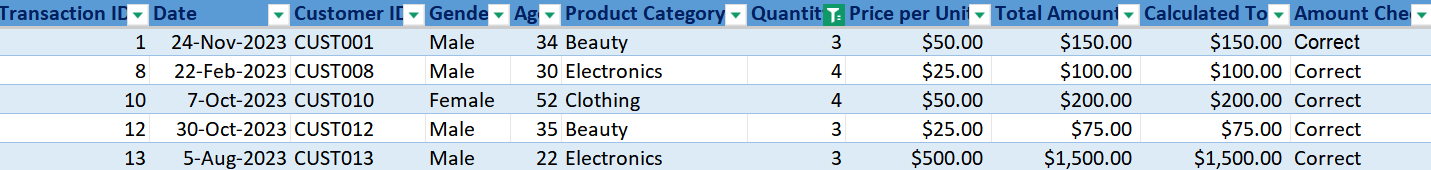 Transaction ID Date Customer ID Gende Ag Product Category Quantit Price per Unit Total Amount Calculated To Amount Che
1 24-Nov-2023 CUST001 Male 34 Beauty 3 $50.00 $150.00 $150.00 Correct
8 22-Feb-2023 CUST008 Male 30 Electronics 4 $25.00 $100.00 $100.00 Correct
10 7-Oct-2023 CUST010 Female 52 Clothing 4 $50.00 $200.00 $200.00 Correct
12 30-Oct-2023 CUST012 Male 35 Beauty 3 $25.00 $75.00 $75.00 Correct
13 5-Aug-2023 CUST013 Male 22 Electronics 3 $500.00 $1,500.00 $1,500.00 Correct